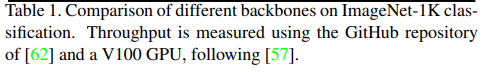 Table 1. Comparison of different backbones on ImageNet-1K clas-
sification. Throughput is measured using the GitHub repository
of [62] and a V100 GPU, following [57].